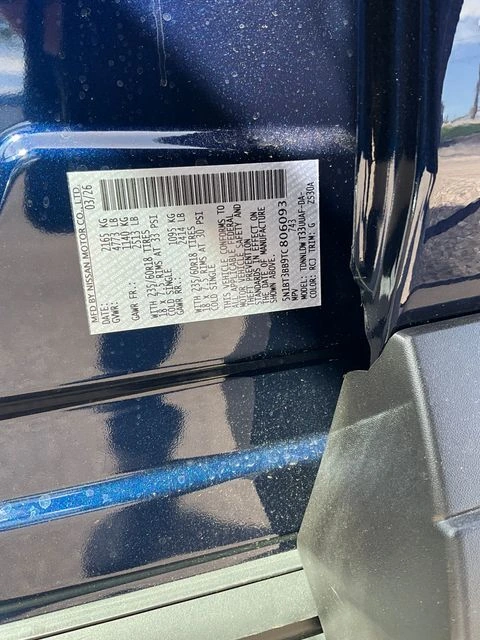 MFD BY NISSAN MOTOR CO., LTD.
DATE: 03/26
GVWR: 2165 KG
4773 LB
GAWR FR.: 1140 KG
2513 LB
WITH 235/60R18 TIRES
18 X 7.5 RIMS AT 33 PSI
COLD SINGLE
GAWR RR.: 1095 KG
2414 LB
WITH 235/60R18 TIRES
18 X 7.5 RIMS AT 30 PSI
COLD SINGLE
THIS VEHICLE CONFORMS TO
ALL APPLICABLE FEDERAL
MOTOR VEHICLE SAFETY AND
THEFT PREVENTION
STANDARDS IN EFFECT ON
THE DATE OF MANUFACTURE
SHOWN ABOVE.
5N1BT3BB9TC806093
MPV 743
MODEL: TDNNLDWT33UUAF-DA-
COLOR: RCJ TRIM: G Z530A